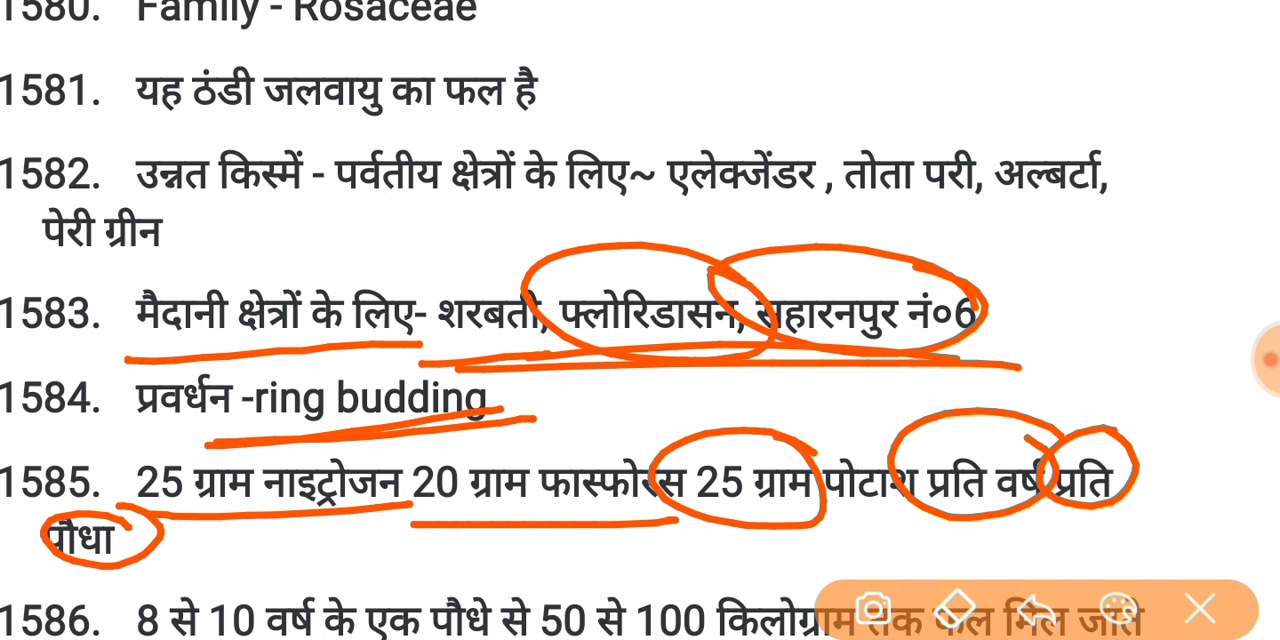 1580. Family - Rosaceae
1581. यह ठंडी जलवायु का फल है
1582. उन्नत किस्में - पर्वतीय क्षेत्रों के लिए~ एलेक्जेंडर , तोता परी, अल्बर्टा,
पेरी ग्रीन
1583. मैदानी क्षेत्रों के लिए- शरबती, फ्लोरिडासन, सहारनपुर नं०6
1584. प्रवर्धन -ring budding
1585. 25 ग्राम नाइट्रोजन 20 ग्राम फास्फोरस 25 ग्राम पोटाश प्रति वर्ष प्रति
पौधा
1586. 8 से 10 वर्ष के एक पौधे से 50 से 100 किलोग्राम तक फल मिल जाते